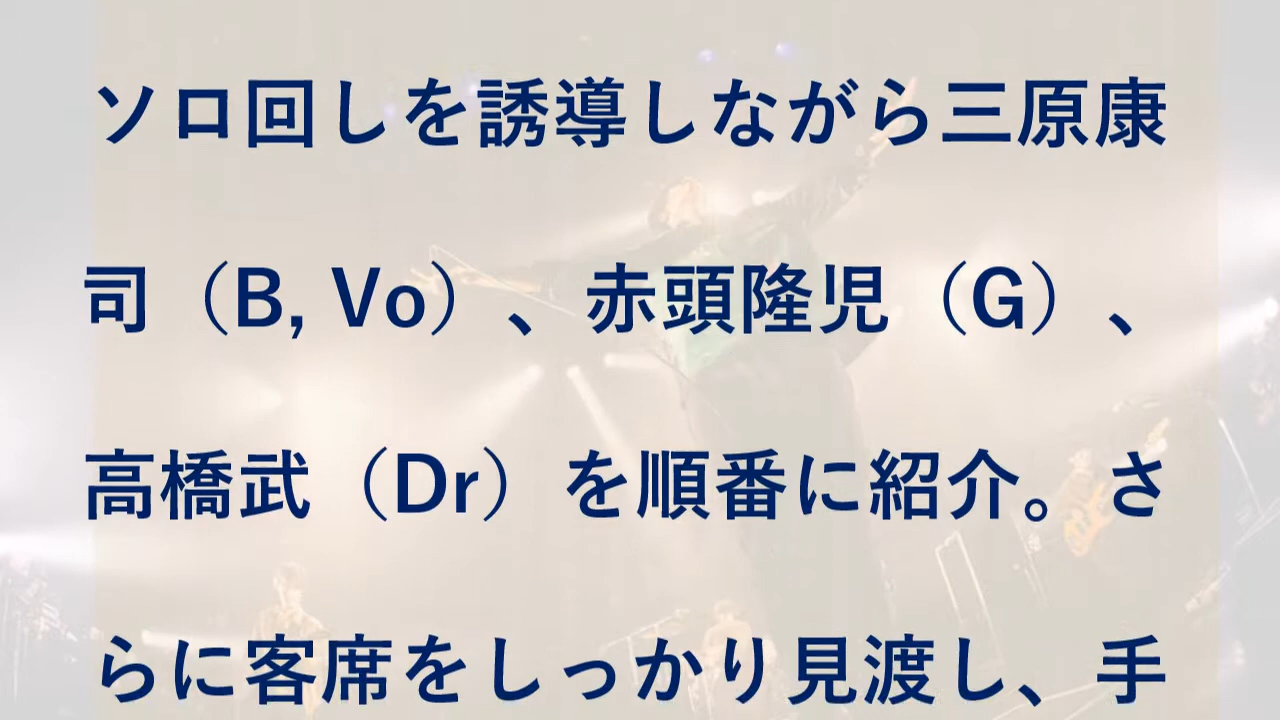 ソロ回しを誘導しながら三原康
司（B, Vo）、赤頭隆児（G）、
高橋武（Dr）を順番に紹介。さ
らに客席をしっかり見渡し、手